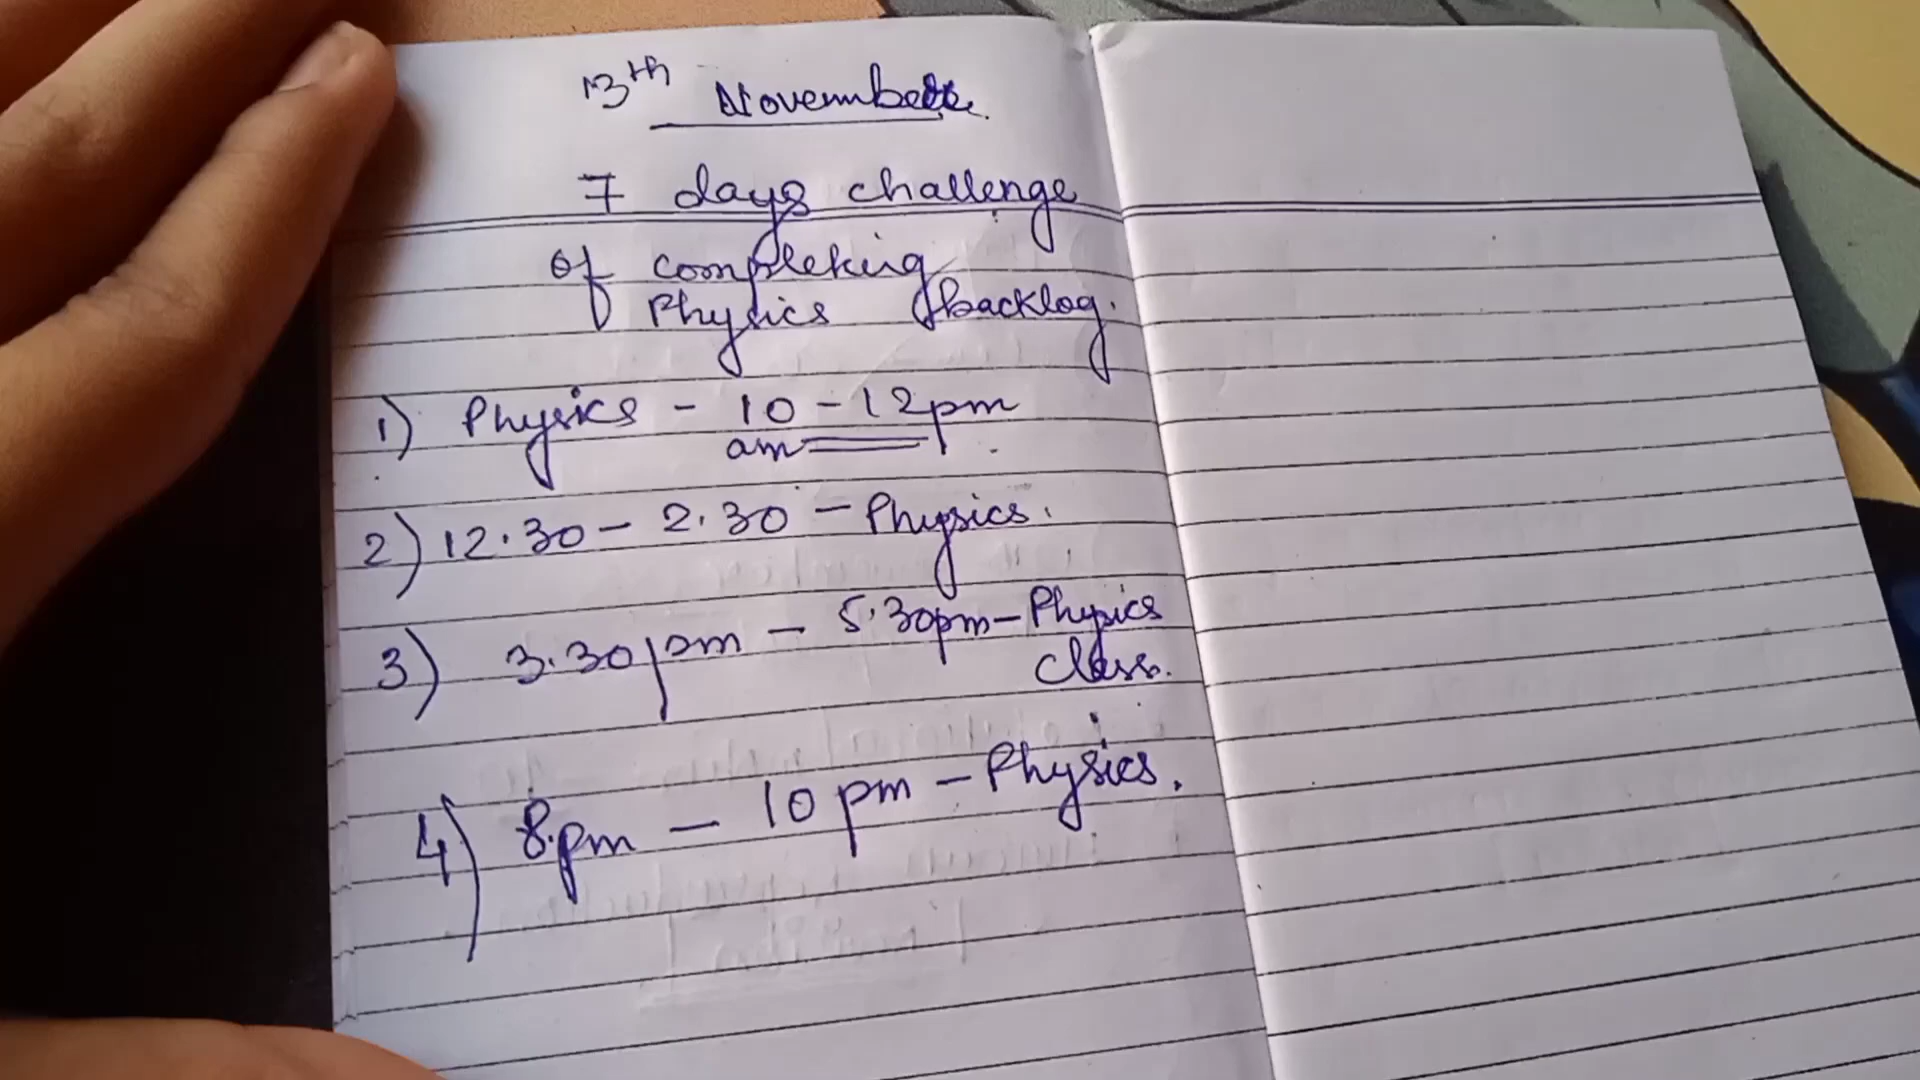 13th November.
7 days challenge
of completing
Physics backlog.
1) Physics - 10 - 12pm
am
2) 12.30 - 2.30 - Physics.
3) 3.30pm - 5.30pm - Physics
Class.
4) 8.pm - 10 pm - Physics.